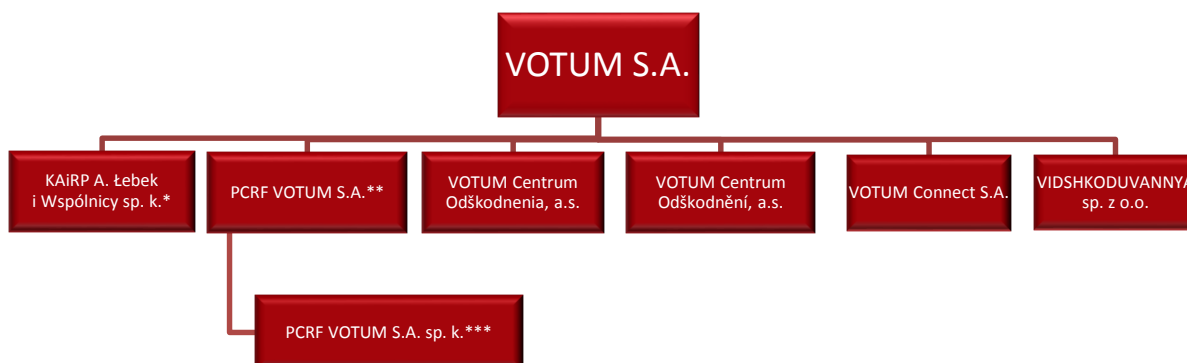 VOTUM S.A.
KAiRP A. Łebek
i Wspólnicy sp. k.*
PCRF VOTUM S.A.**
VOTUM Centrum
Odškodnenia, a.s.
VOTUM Centrum
Odškodnění, a.s.
VOTUM Connect S.A.
VIDSHKODUVANNYA
sp. z o.o.
PCRF VOTUM S.A. sp. k.***